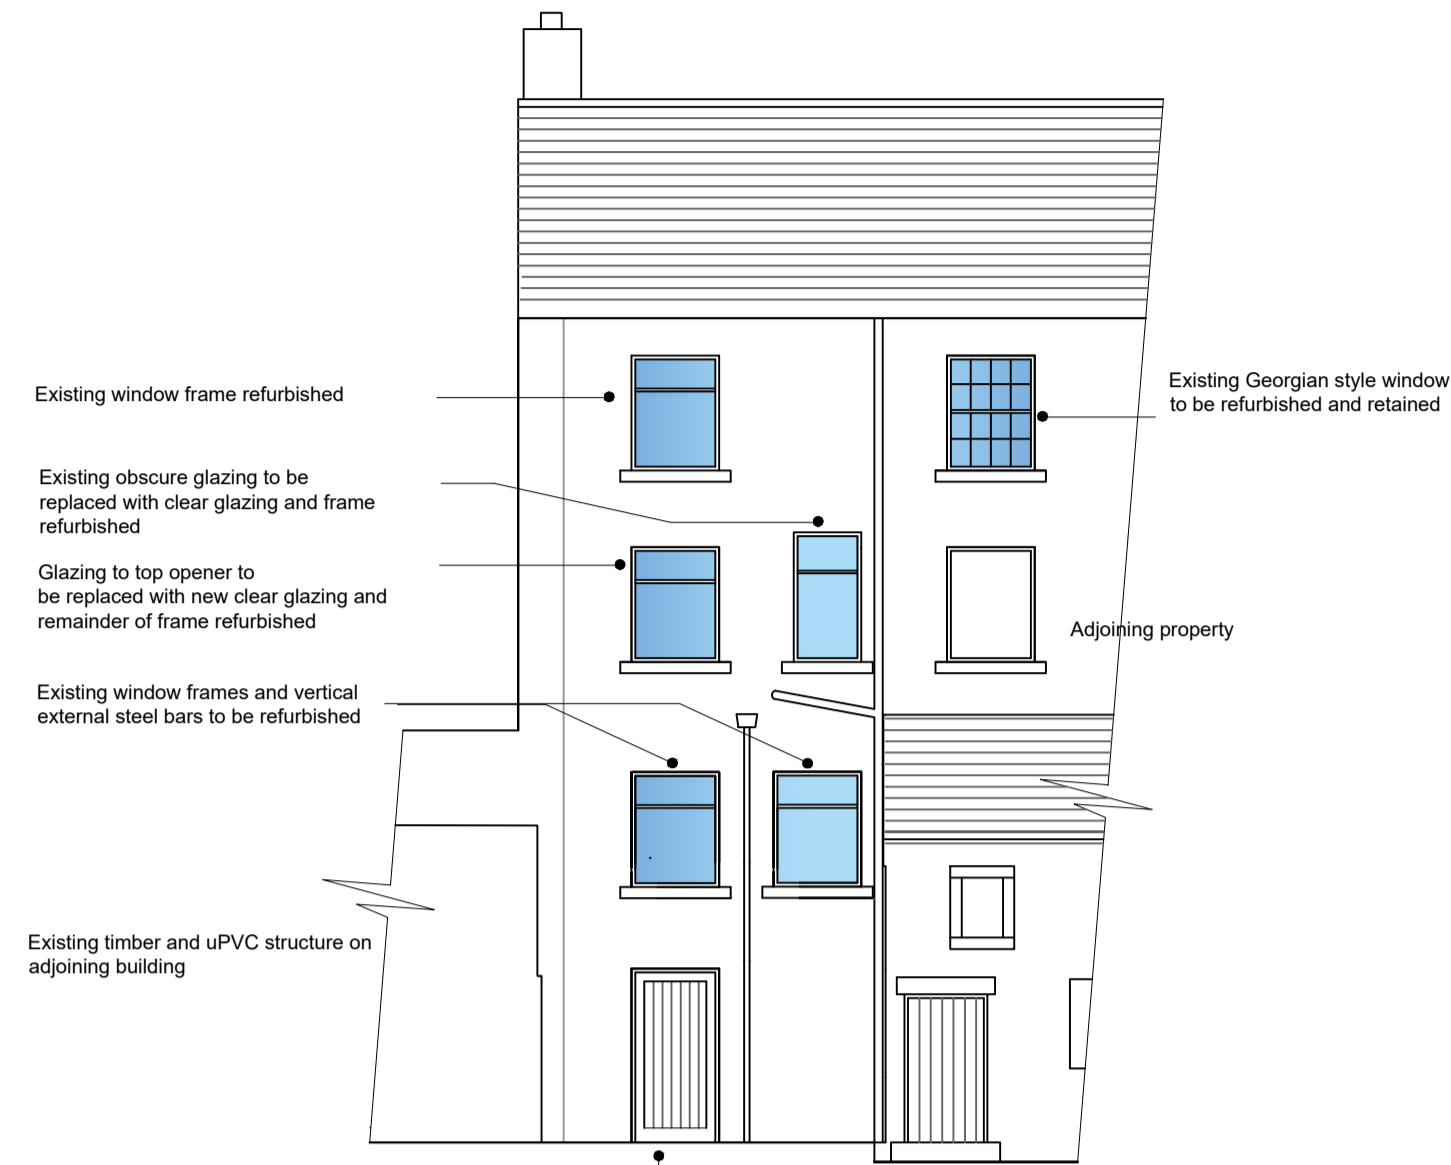 Existing window frame refurbished
Existing Georgian style window
to be refurbished and retained
Existing obscure glazing to be
replaced with clear glazing and frame
refurbished
Glazing to top opener to
be replaced with new clear glazing and
remainder of frame refurbished
Adjoining property
Existing window frames and vertical
external steel bars to be refurbished
Existing timber and uPVC structure on
adjoining building